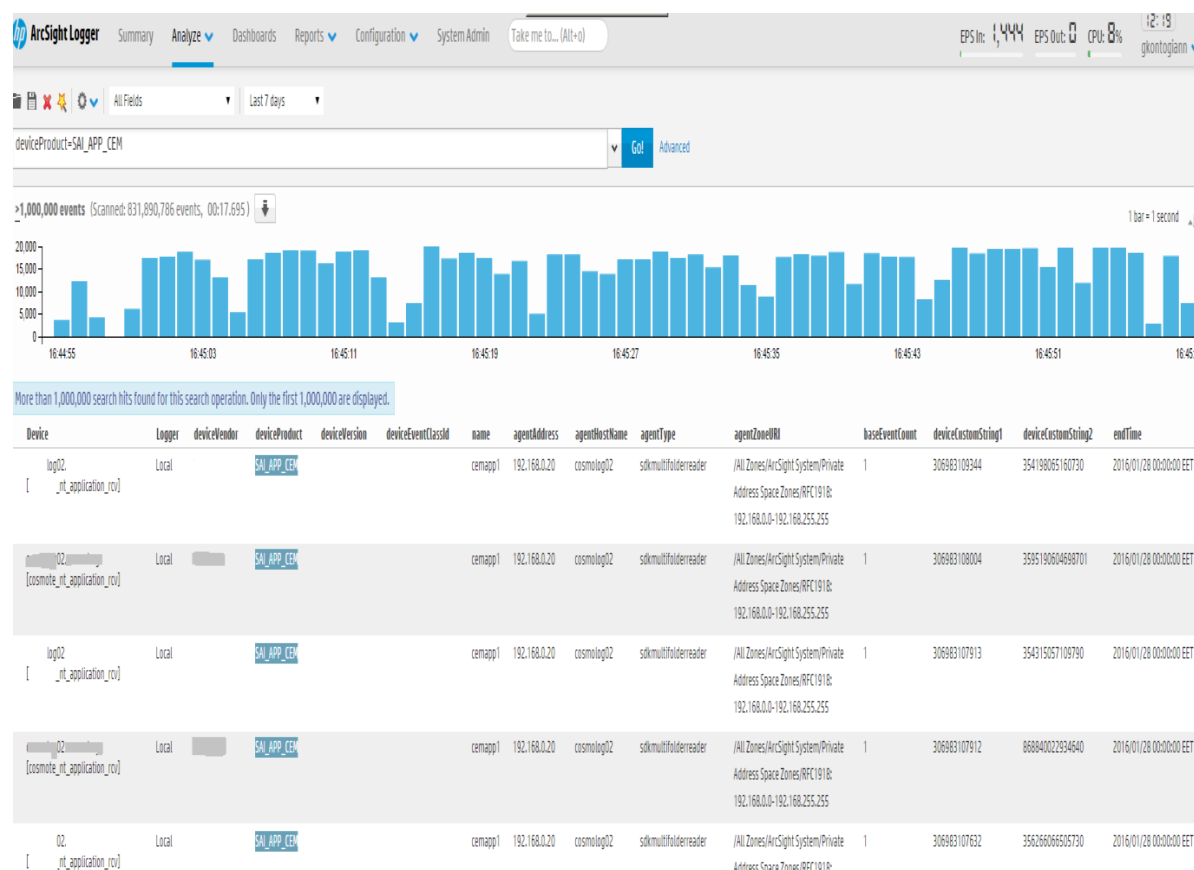 hp ArcSight Logger Summary Analyze Dashboards Reports Configuration System Admin Take me to... (Alt+o) EPS In: 1,444 EPS Out: 0 CPU: 8% 12:19
gkontogiann
All Fields Last 7 days
deviceProduct=SAI_APP_CEM Go! Advanced
>1,000,000 events (Scanned: 831,890,786 events, 00:17.695) 1 bar = 1 second
20,000
15,000
10,000
5,000
0
16:44:55 16:45:03 16:45:11 16:45:19 16:45:27 16:45:35 16:45:43 16:45:51 16:45:
More than 1,000,000 search hits found for this search operation. Only the first 1,000,000 are displayed.
Device Logger deviceVendor deviceProduct deviceVersion deviceEventClassId name agentAddress agentHostName agentType agentZoneURI baseEventCount deviceCustomString1 deviceCustomString2 endTime
log02. Local SAI_APP_CEM cemapp1 192.168.0.20 cosmolog02 sdkmultifolderreader /All Zones/ArcSight System/Private 1 306983109344 354198065160730 2016/01/28 00:00:00 EET
[ _nt_application_rcv] Address Space Zones/RFC1918:
192.168.0.0-192.168.255.255
02. Local SAI_APP_CEM cemapp1 192.168.0.20 cosmolog02 sdkmultifolderreader /All Zones/ArcSight System/Private 1 306983108004 3595190604698701 2016/01/28 00:00:00 EET
[cosmote_nt_application_rcv] Address Space Zones/RFC1918:
192.168.0.0-192.168.255.255
log02 Local SAI_APP_CEM cemapp1 192.168.0.20 cosmolog02 sdkmultifolderreader /All Zones/ArcSight System/Private 1 306983107913 354315057109790 2016/01/28 00:00:00 EET
[ _nt_application_rcv] Address Space Zones/RFC1918:
192.168.0.0-192.168.255.255
02 Local SAI_APP_CEM cemapp1 192.168.0.20 cosmolog02 sdkmultifolderreader /All Zones/ArcSight System/Private 1 306983107912 868840022934640 2016/01/28 00:00:00 EET
[cosmote_nt_application_rcv] Address Space Zones/RFC1918:
192.168.0.0-192.168.255.255
02. Local SAI_APP_CEM cemapp1 192.168.0.20 cosmolog02 sdkmultifolderreader /All Zones/ArcSight System/Private 1 306983107632 356266066505730 2016/01/28 00:00:00 EET
[ _nt_application_rcv] Address Space Zones/RFC1918: